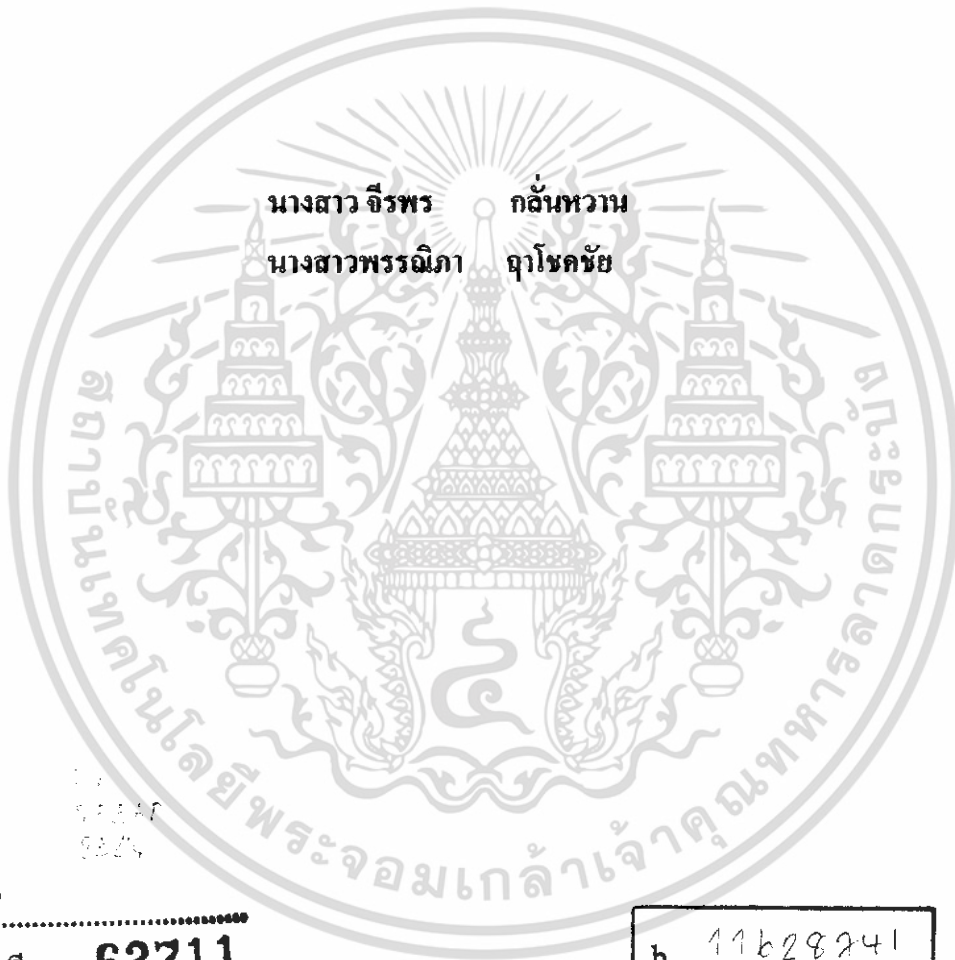 นางสาว จีรพร กลั่นหวาน
นางสาวพรรณิภา ฤาโชคชัย
สถาบันเทคโนโลยีพระจอมเกล้าเจ้าคุณทหารลาดกระบัง
62711
b 11628241